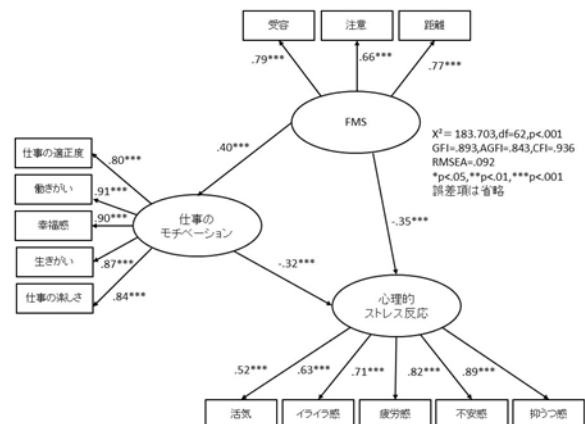 受容
注意
距離
.79***
.66***
.77***
FMS
X²= 183.703,df=62,p<.001
GFI=.893,AGFI=.843,CFI=.936
RMSEA=.092
*p<.05,**p<.01,***p<.001
誤差項は省略
.40***
仕事の適正度
働きがい
幸福感
生きがい
仕事の楽しさ
.80***
.91***
.90***
.87***
.84***
仕事の
モチベーション
-.35***
-.32***
心理的
ストレス反応
.52***
.63***
.71***
.82***
.89***
活気
イライラ感
疲労感
不安感
抑うつ感